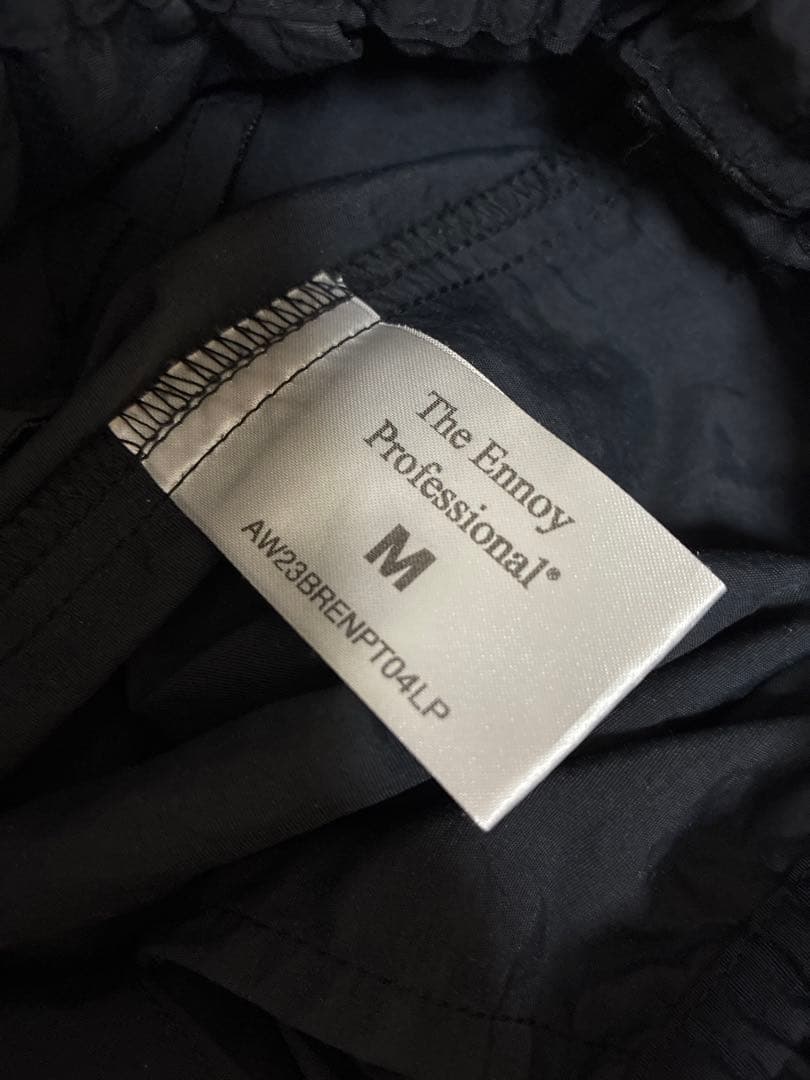 The Ennoy
Professional®
M
AW23BRENPT04LP